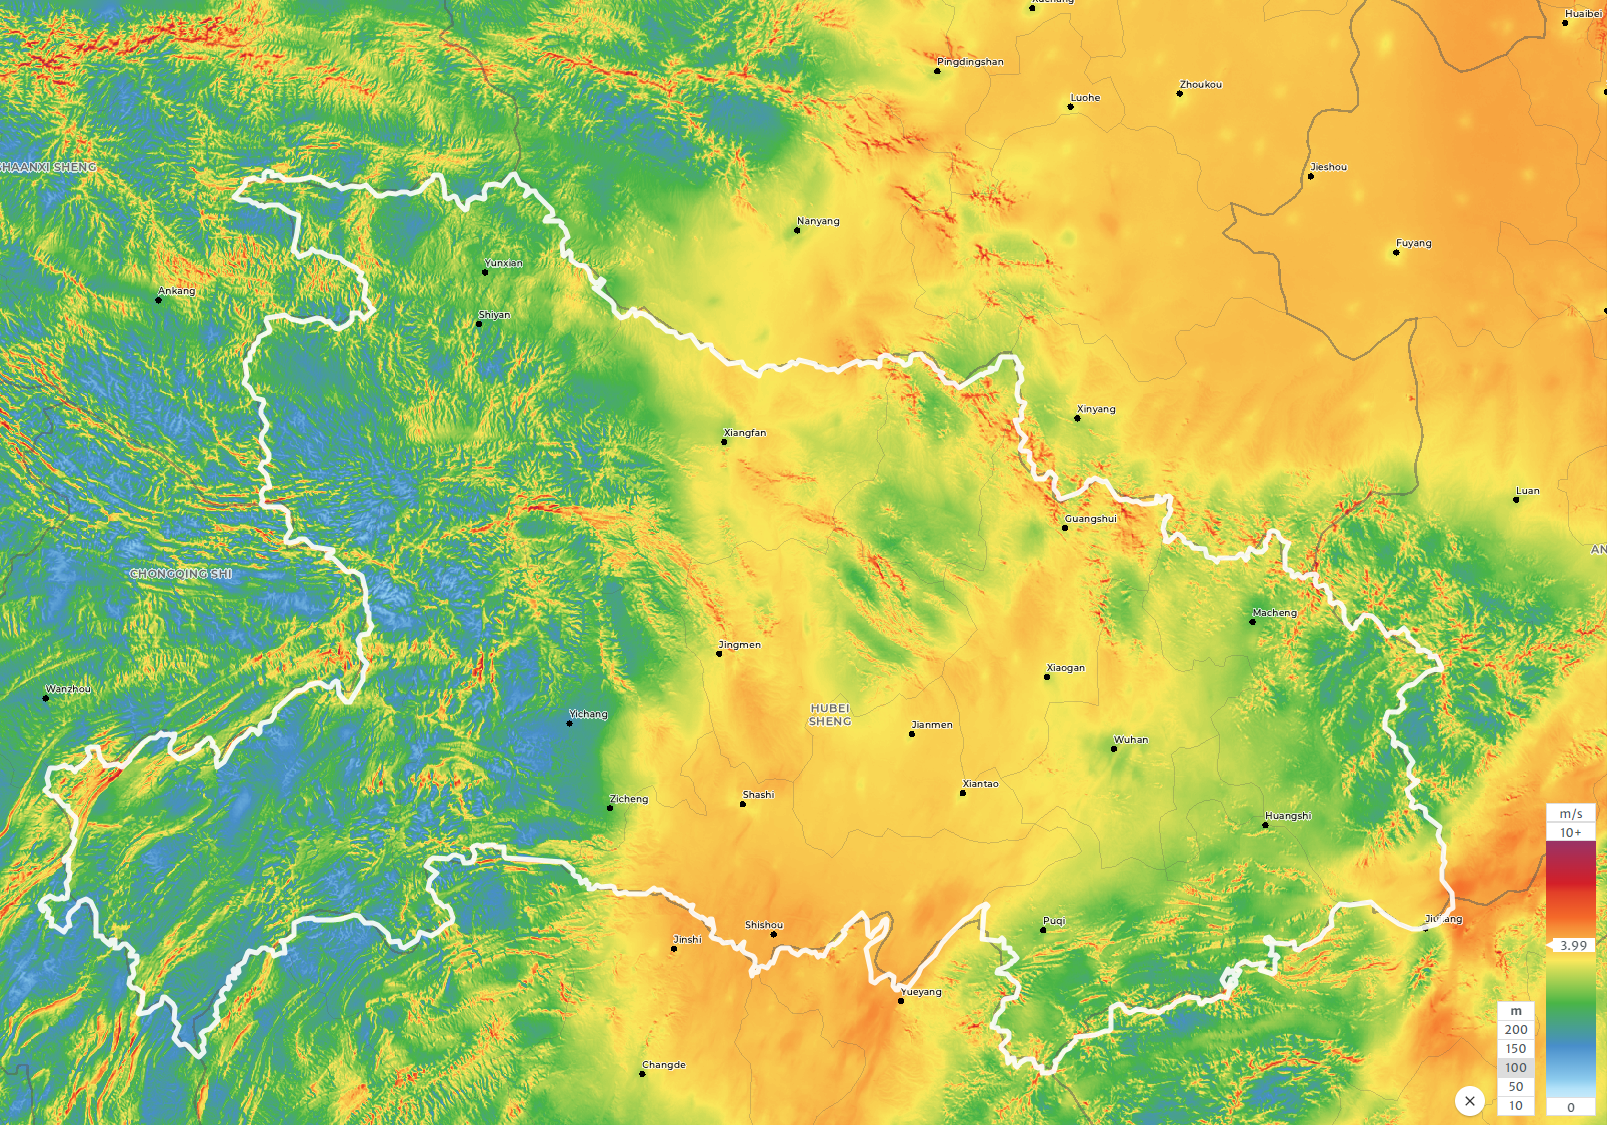 Huaibei
Pingdingshan
Luohe
Zhoukou
SHAANXI SHENG
Jieshou
Nanyang
Fuyang
Yunxian
Ankang
Shiyan
Xinyang
Xiangfan
Luan
Guangshui
AN
CHONGQING SHI
Macheng
Jingmen
Xiaogan
Wanzhou
HUBEI
SHENG
Yichang
Jianmen
Wuhan
Xiantao
Zicheng
Shashi
Huangshi
m/s
10+
Puqi
Shishou
Jinshi
3.99
Yueyang
m
200
150
100
50
10
0
Changde